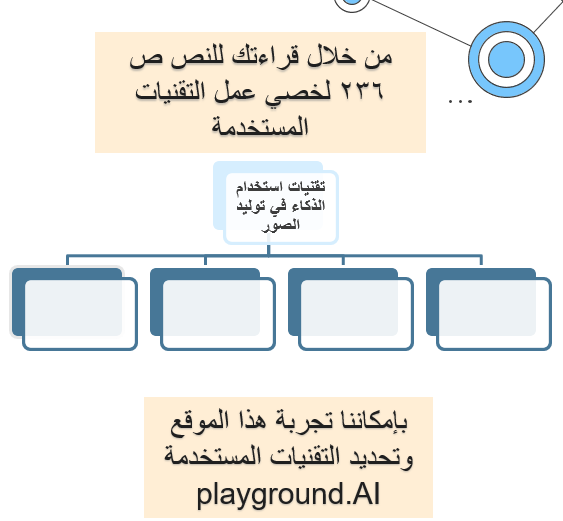 من خلال قراءتك للنص ص
٢٣٦ لخصي عمل التقنيات
المستخدمة
...
تقنيات استخدام
الذكاء في توليد
الصور
بإمكاننا تجربة هذا الموقع
وتحديد التقنيات المستخدمة
playground.AI